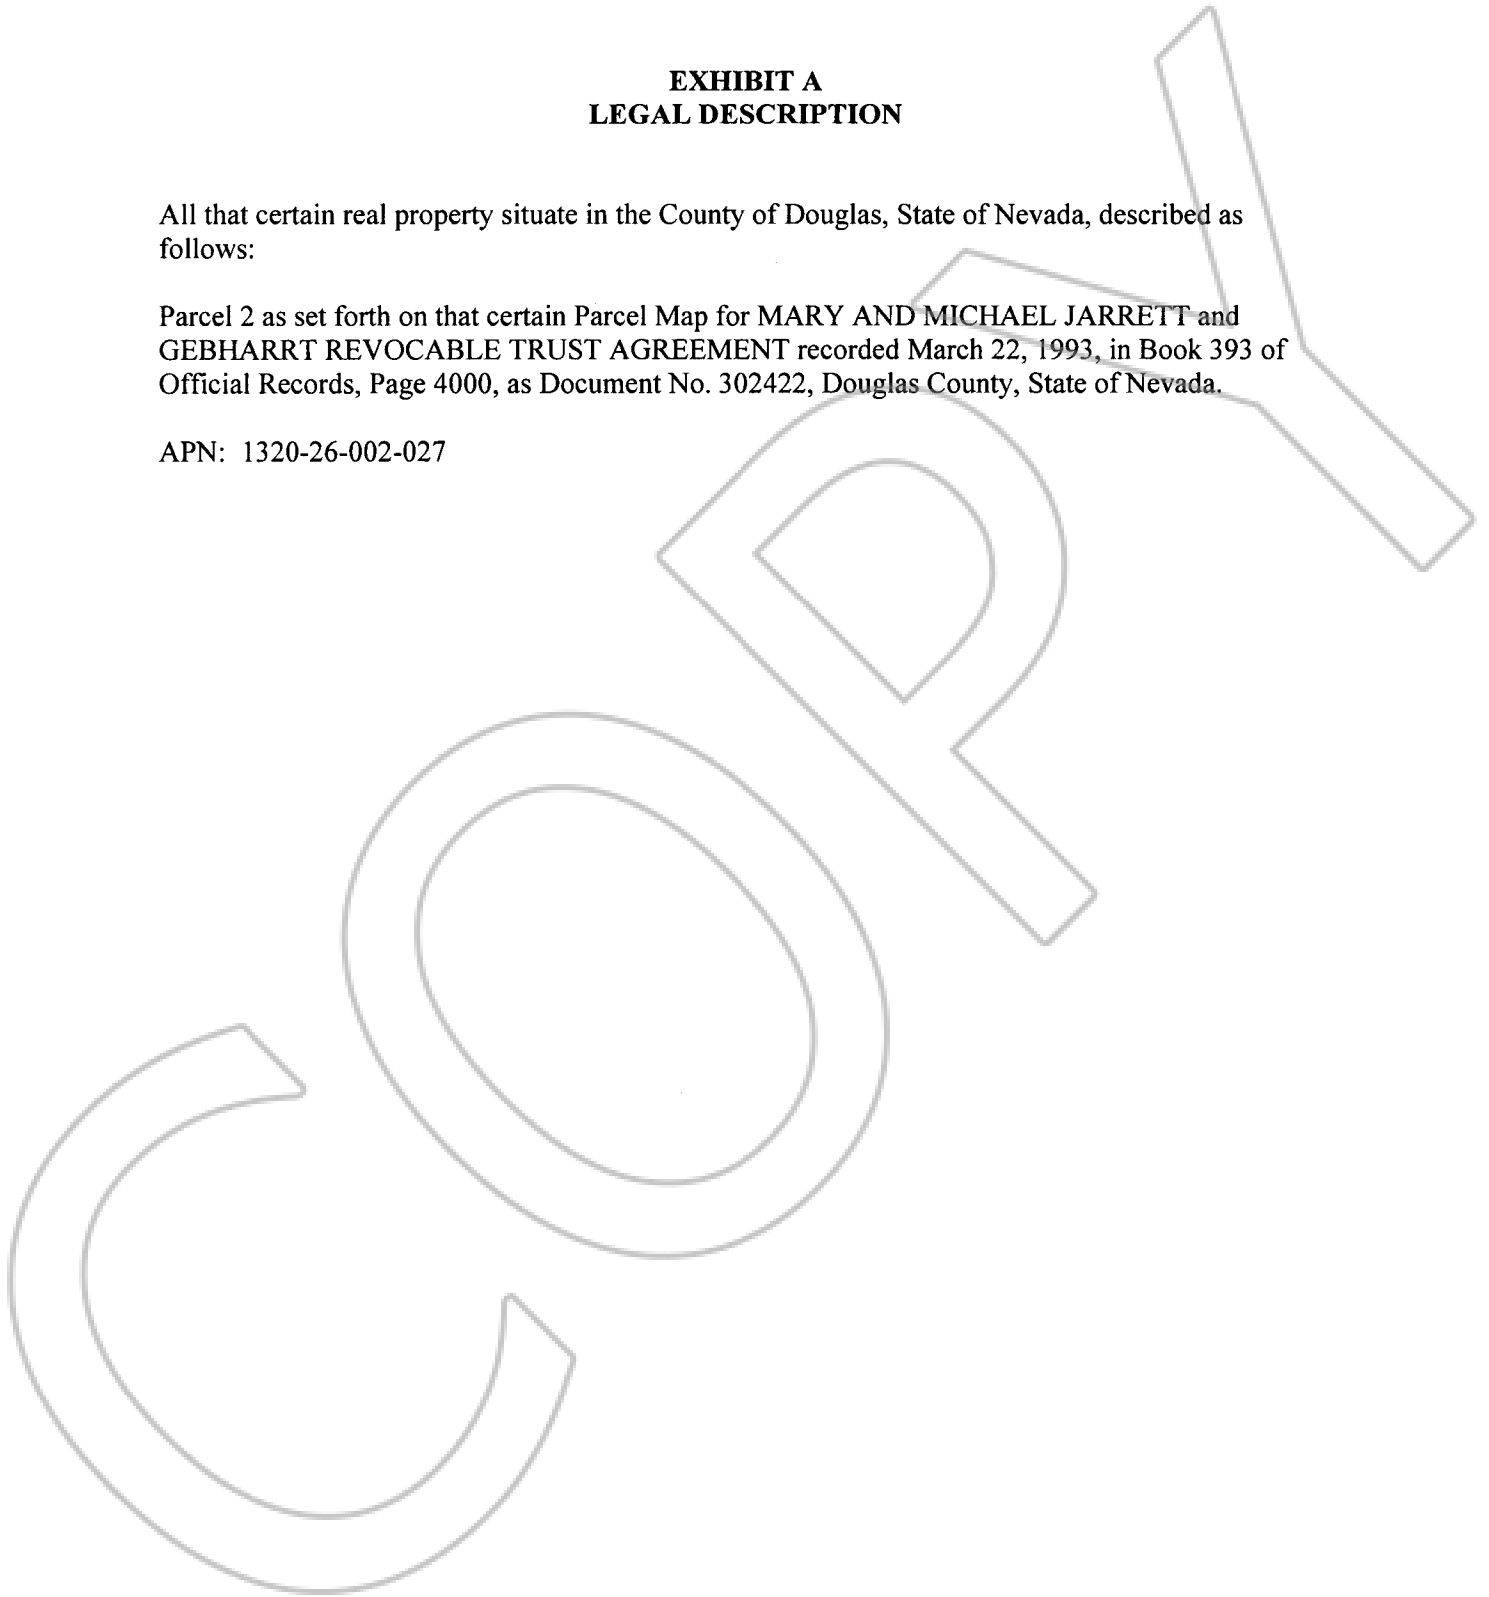 EXHIBIT A
LEGAL DESCRIPTION
All that certain real property situate in the County of Douglas, State of Nevada, described as
follows:
Parcel 2 as set forth on that certain Parcel Map for MARY AND MICHAEL JARRETT and
GEBHARRT REVOCABLE TRUST AGREEMENT recorded March 22, 1993, in Book 393 of
Official Records, Page 4000, as Document No. 302422, Douglas County, State of Nevada.
APN: 1320-26-002-027
COPY